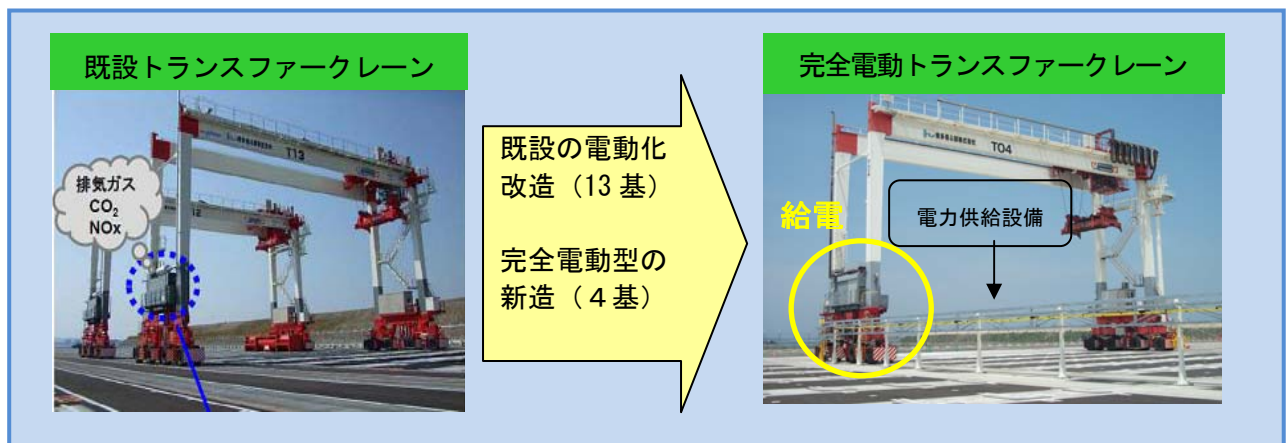 既設トランスファークレーン
排気ガス
CO₂
NOx
T13
既設の電動化
改造（13 基）
完全電動型の
新造（４基）
完全電動トランスファークレーン
T04
給電
電力供給設備